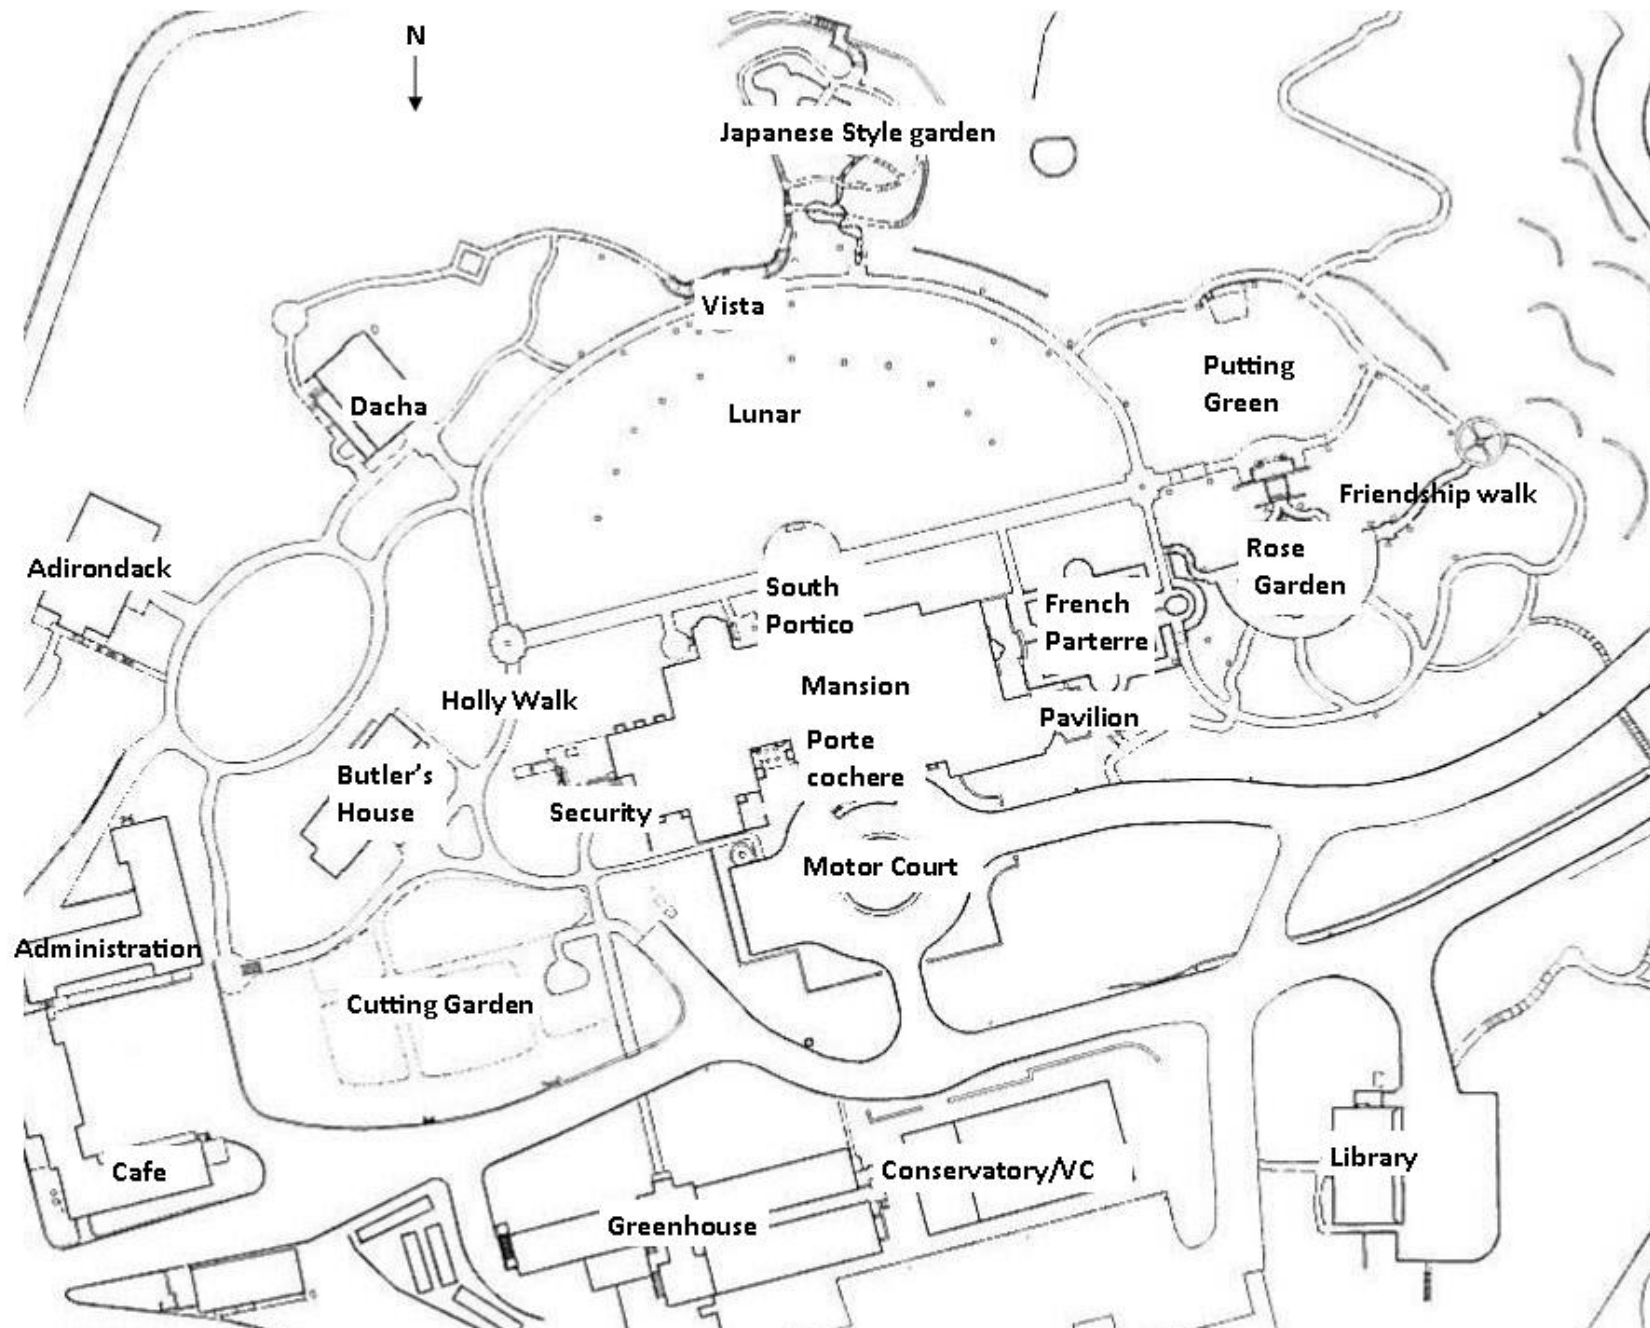 N
Japanese Style garden
Vista
Putting
Green
Dacha
Lunar
Friendship walk
Adirondack
Rose
Garden
South
Portico
French
Parterre
Mansion
Holly Walk
Pavilion
Porte
cochere
Butler's
House
Security
Motor Court
Administration
Cutting Garden
Cafe
Conservatory/VC
Library
Greenhouse